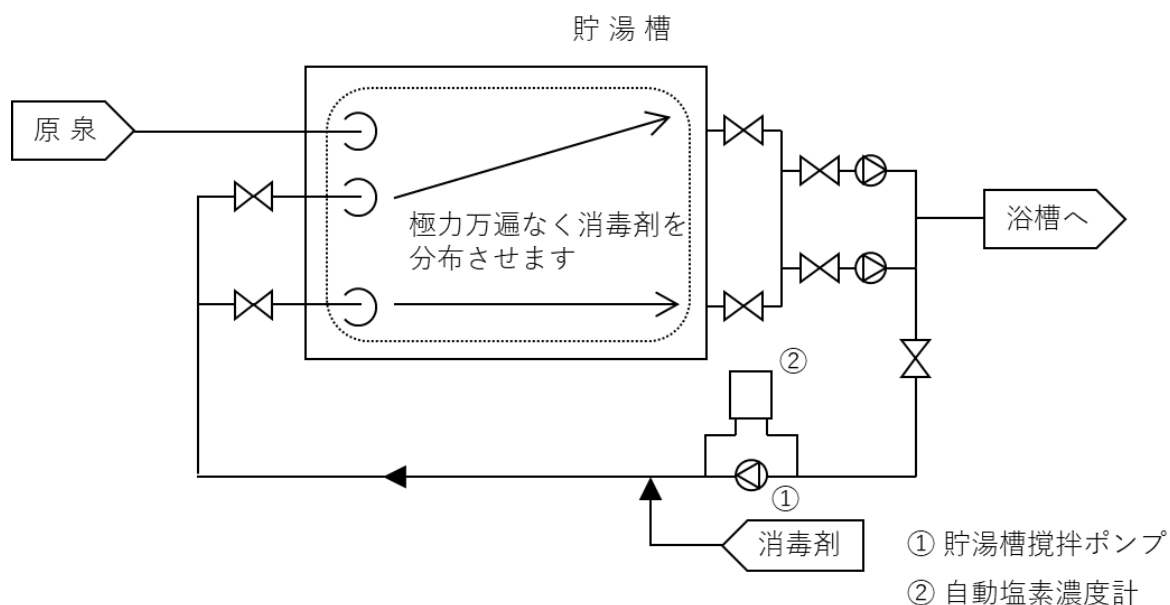 貯 湯 槽
原 泉
極力万遍なく消毒剤を
分布させます
浴槽へ
②
①
消毒剤
① 貯湯槽撹拌ポンプ
② 自動塩素濃度計